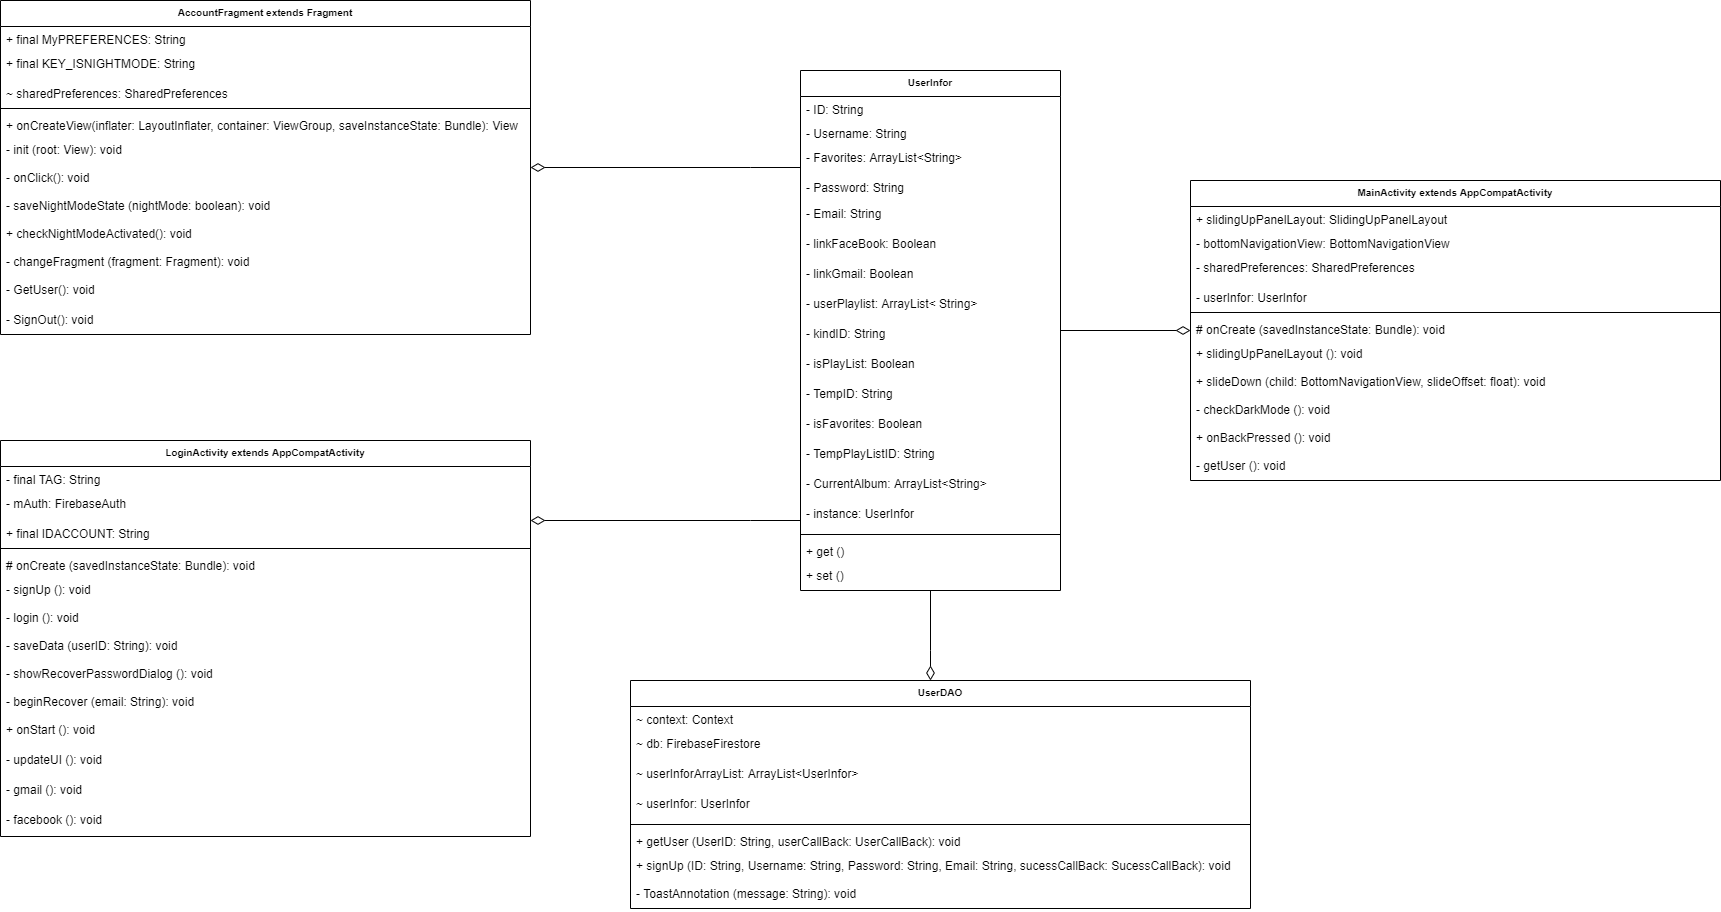 AccountFragment extends Fragment
+ final MyPREFERENCES: String
+ final KEY_ISNIGHTMODE: String
~ sharedPreferences: SharedPreferences
+ onCreateView(inflater: LayoutInflater, container: ViewGroup, saveInstanceState: Bundle): View
- init (root: View): void
- onClick(): void
- saveNightModeState (nightMode: boolean): void
+ checkNightModeActivated(): void
- changeFragment (fragment: Fragment): void
- GetUser(): void
- SignOut(): void
UserInfor
- ID: String
- Username: String
- Favorites: ArrayList<String>
- Password: String
- Email: String
- linkFaceBook: Boolean
- linkGmail: Boolean
- userPlaylist: ArrayList< String>
- kindID: String
- isPlayList: Boolean
- TempID: String
- isFavorites: Boolean
- TempPlayListID: String
- CurrentAlbum: ArrayList<String>
- instance: UserInfor
+ get ()
+ set ()
MainActivity extends AppCompatActivity
+ slidingUpPanelLayout: SlidingUpPanelLayout
- bottomNavigationView: BottomNavigationView
- sharedPreferences: SharedPreferences
- userInfor: UserInfor
# onCreate (savedInstanceState: Bundle): void
+ slidingUpPanelLayout (): void
+ slideDown (child: BottomNavigationView, slideOffset: float): void
- checkDarkMode (): void
+ onBackPressed (): void
- getUser (): void
LoginActivity extends AppCompatActivity
- final TAG: String
- mAuth: FirebaseAuth
+ final IDACCOUNT: String
# onCreate (savedInstanceState: Bundle): void
- signUp (): void
- login (): void
- saveData (userID: String): void
- showRecoverPasswordDialog (): void
- beginRecover (email: String): void
+ onStart (): void
- updateUI (): void
- gmail (): void
- facebook (): void
UserDAO
~ context: Context
~ db: FirebaseFirestore
~ userInforArrayList: ArrayList<UserInfor>
~ userInfor: UserInfor
+ getUser (UserID: String, userCallBack: UserCallBack): void
+ signUp (ID: String, Username: String, Password: String, Email: String, sucessCallBack: SucessCallBack): void
- ToastAnnotation (message: String): void